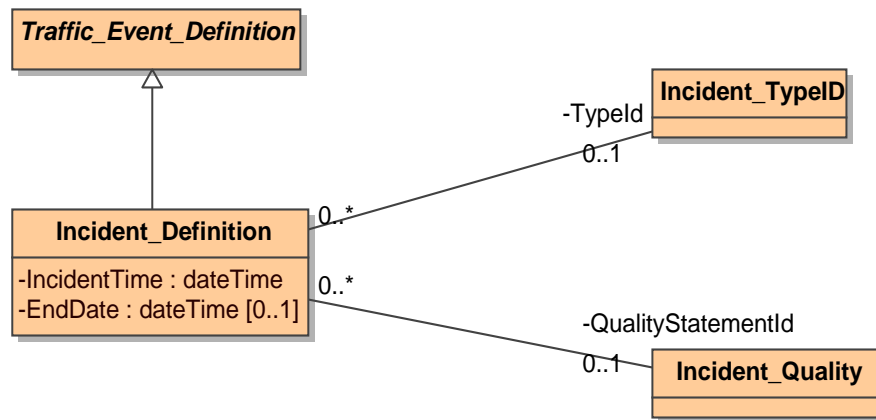 Traffic_Event_Definition
Incident_TypeID
-TypeId
0..1
0..*
Incident_Definition
-IncidentTime : dateTime
-EndDate : dateTime [0..1]
0..*
-QualityStatementId
0..1
Incident_Quality